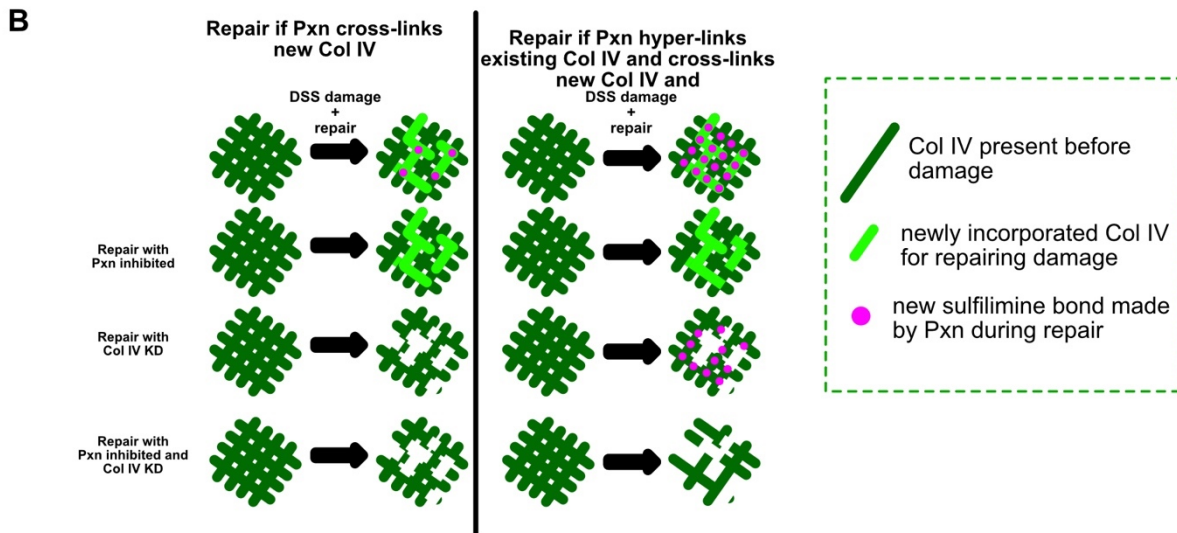 B
Repair if Pxn cross-links
new Col IV
DSS damage
+
repair
Repair if Pxn hyper-links
existing Col IV and cross-links
new Col IV and
DSS damage
+
repair
Repair with
Pxn inhibited
Repair with
Col IV KD
Repair with
Pxn inhibited and
Col IV KD
Col IV present before
damage
newly incorporated Col IV
for repairing damage
new sulfilimine bond made
by Pxn during repair